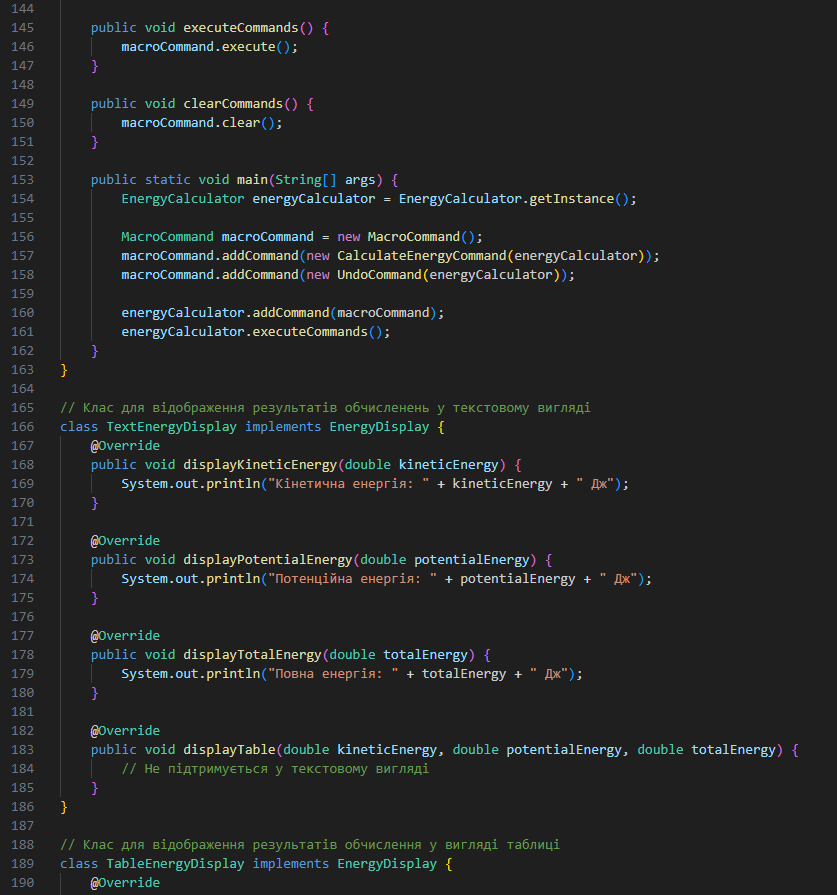 144
145 public void executeCommands() {
146 macroCommand.execute();
147 }
148
149 public void clearCommands() {
150 macroCommand.clear();
151 }
152
153 public static void main(String[] args) {
154 EnergyCalculator energyCalculator = EnergyCalculator.getInstance();
155
156 MacroCommand macroCommand = new MacroCommand();
157 macroCommand.addCommand(new CalculateEnergyCommand(energyCalculator));
158 macroCommand.addCommand(new UndoCommand(energyCalculator));
159
160 energyCalculator.addCommand(macroCommand);
161 energyCalculator.executeCommands();
162 }
163 }
164
165 // Клас для відображення результатів обчисленень у текстовому вигляді
166 class TextEnergyDisplay implements EnergyDisplay {
167 @Override
168 public void displayKineticEnergy(double kineticEnergy) {
169 System.out.println("Кінетична енергія: " + kineticEnergy + " Дж");
170 }
171
172 @Override
173 public void displayPotentialEnergy(double potentialEnergy) {
174 System.out.println("Потенційна енергія: " + potentialEnergy + " Дж");
175 }
176
177 @Override
178 public void displayTotalEnergy(double totalEnergy) {
179 System.out.println("Повна енергія: " + totalEnergy + " Дж");
180 }
181
182 @Override
183 public void displayTable(double kineticEnergy, double potentialEnergy, double totalEnergy) {
184 // Не підтримується у текстовому вигляді
185 }
186 }
187
188 // Клас для відображення результатів обчислення у вигляді таблиці
189 class TableEnergyDisplay implements EnergyDisplay {
190 @Override